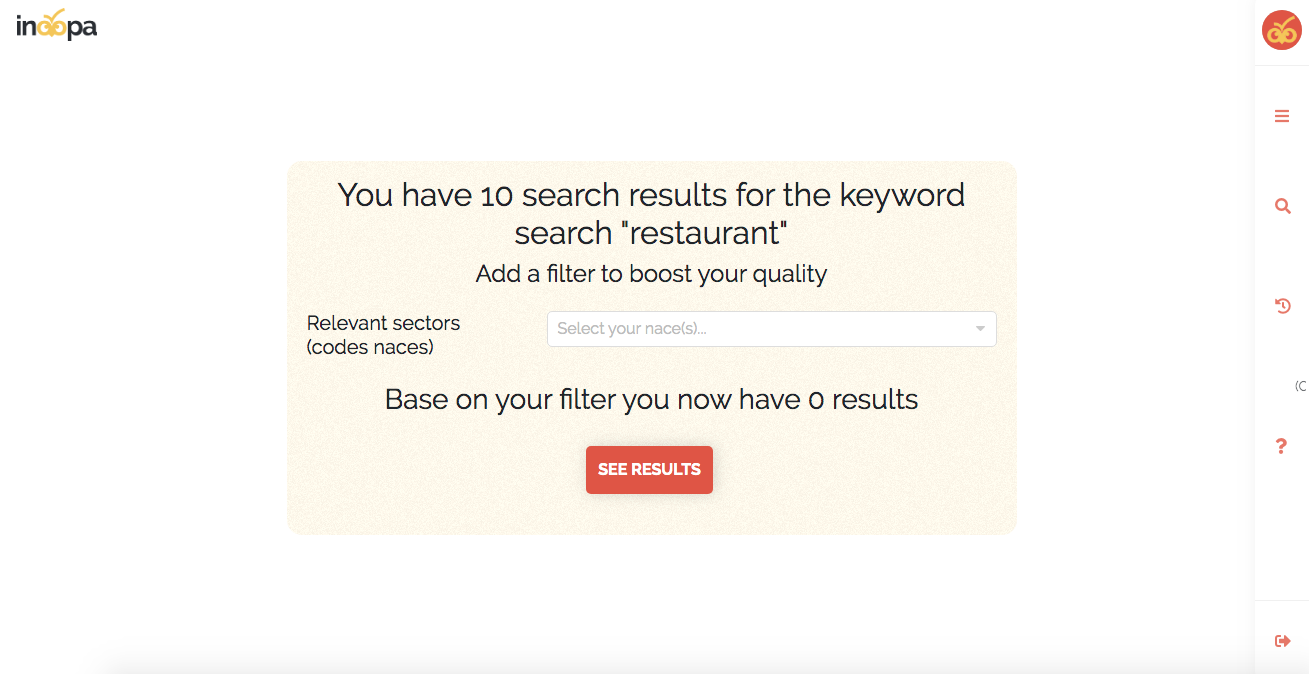 inoopa
You have 10 search results for the keyword
search "restaurant"
Add a filter to boost your quality
Relevant sectors
(codes naces)
Select your nace(s)...
Base on your filter you now have 0 results
SEE RESULTS
(C